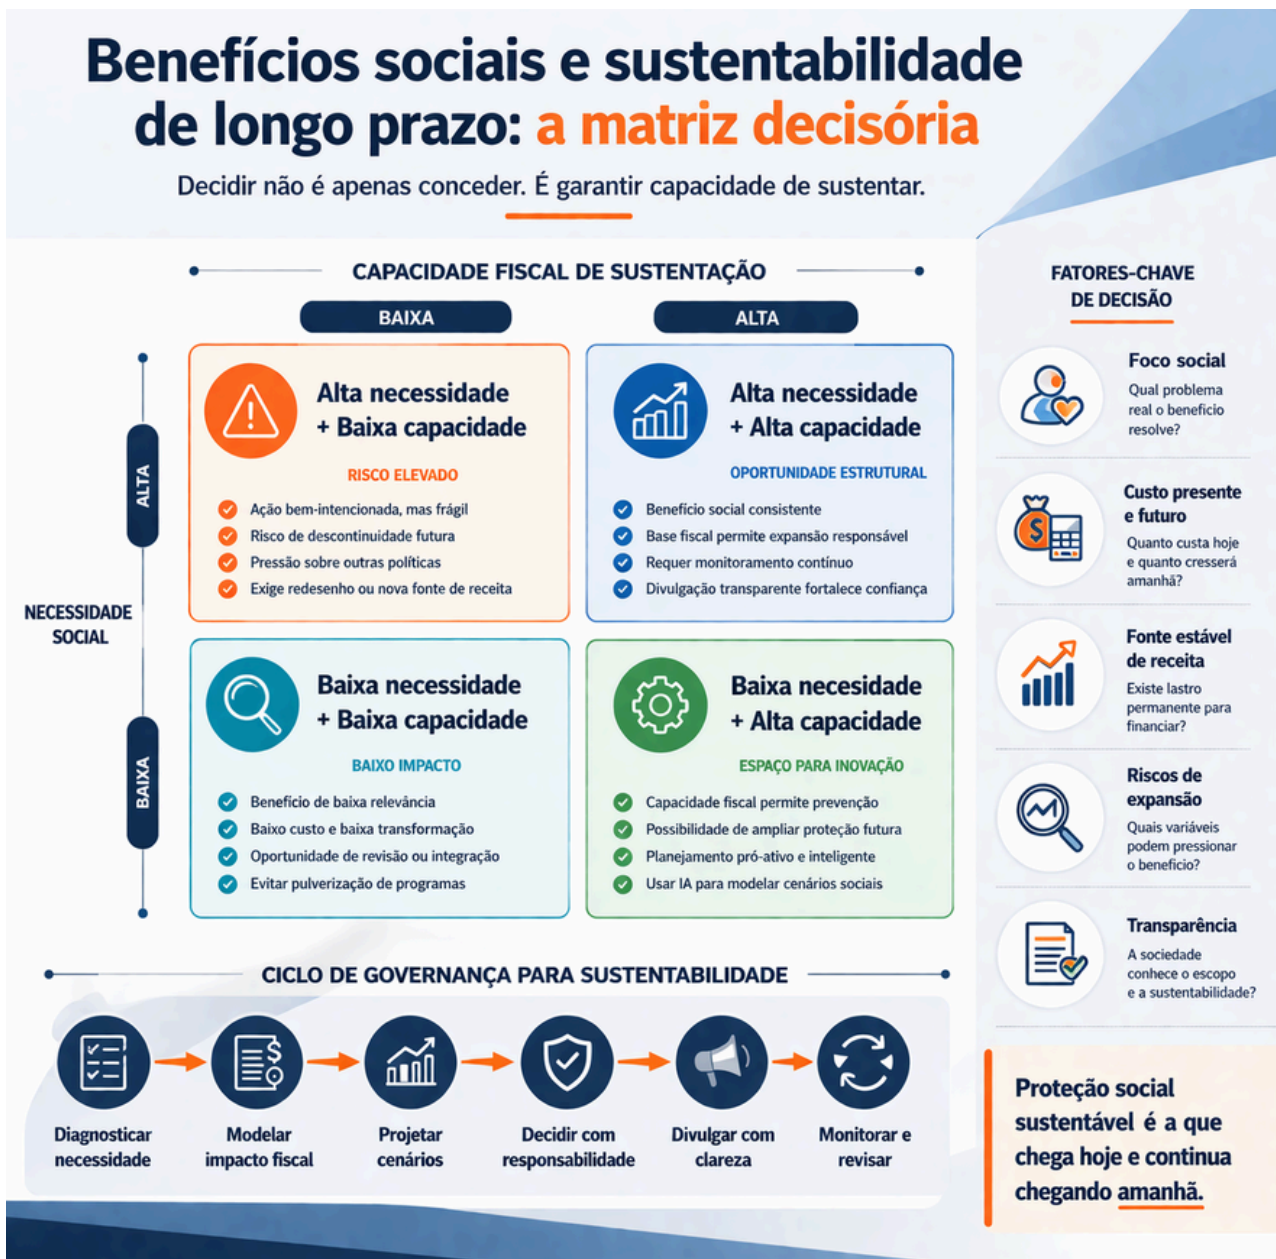 Benefícios sociais e sustentabilidade
de longo prazo: a matriz decisória
Decidir não é apenas conceder. É garantir capacidade de sustentar.
CAPACIDADE FISCAL DE SUSTENTAÇÃO
BAIXA
ALTA
NECESSIDADE
SOCIAL
ALTA
BAIXA
Alta necessidade
+ Baixa capacidade
RISCO ELEVADO
Ação bem-intencionada, mas frágil
Risco de descontinuidade futura
Pressão sobre outras políticas
Exige redesenho ou nova fonte de receita
Alta necessidade
+ Alta capacidade
OPORTUNIDADE ESTRUTURAL
Benefício social consistente
Base fiscal permite expansão responsável
Requer monitoramento contínuo
Divulgação transparente fortalece confiança
Baixa necessidade
+ Baixa capacidade
BAIXO IMPACTO
Benefício de baixa relevância
Baixo custo e baixa transformação
Oportunidade de revisão ou integração
Evitar pulverização de programas
Baixa necesidade
+ Alta capacidade
ESPAÇO PARA INOVAÇÃO
Capacidade fiscal permite prevenção
Possibilidade de ampliar proteção futura
Planejamento pró-ativo e inteligente
Usar IA para modelar cenários sociais
FATORES-CHAVE
DE DECISÃO
Foco social
Qual problema
real o beneficio
resolve?
Custo presente
e futuro
Quanto custa hoje
e quanto cresserá
amanhã?
Fonte estável
de receita
Existe lastro
permanente para
financiar?
Riscos de
expansão
Quais variáveis
podem pressionar
o beneficio?
Transparência
A sociedade
conhece o escopo
e a sustentabilidade?
CICLO DE GOVERNANÇA PARA SUSTENTABILIDADE
Diagnosticar
necessidade
Modelar
impacto fiscal
Projetar
cenários
Decidir com
responsabilidade
Divulgar com
clareza
Monitorar e
revisar
Proteção social
sustentável é a que
chega hoje e continua
chegando amanhã.